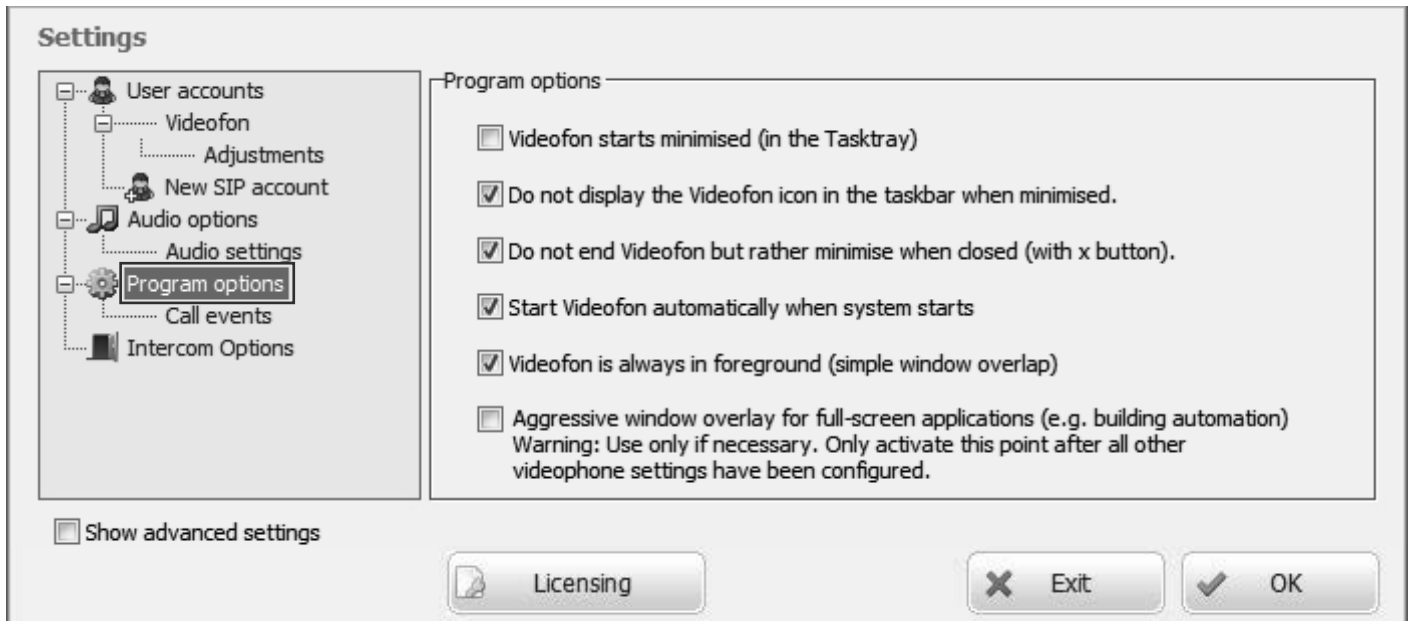 Settings
User accounts
Videofon
Adjustments
New SIP account
Audio options
Audio settings
Program options
Call events
Intercom Options
Program options
Videofon starts minimised (in the Tasktray)
Do not display the Videofon icon in the taskbar when minimised.
Do not end Videofon but rather minimise when closed (with x button).
Start Videofon automatically when system starts
Videofon is always in foreground (simple window overlap)
Aggressive window overlay for full-screen applications (e.g. building automation)
Warning: Use only if necessary. Only activate this point after all other
videophone settings have been configured.
Show advanced settings
Licensing
Exit
OK